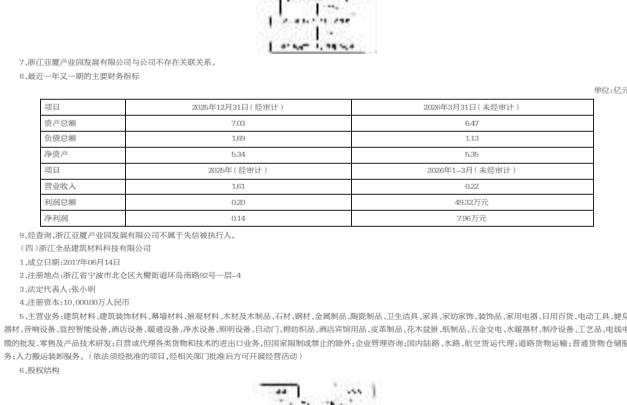 7、浙江亚厦产业园发展有限公司与公司不存在关联关系。
8、最近一年又一期的主要财务指标
单位:亿元
项目 2025年12月31日(经审计) 2026年3月31日(未经审计)
资产总额 7.03 6.47
负债总额 1.69 1.13
净资产 5.34 5.35
项目 2025年(经审计) 2026年1-3月(未经审计)
营业收入 1.61 0.22
利润总额 0.20 49.32万元
净利润 0.14 7.96万元
9、经查询,浙江亚厦产业园发展有限公司不属于失信被执行人。
(四)浙江全品建筑材料科技有限公司
1、成立日期:2017年06月14日
2、注册地点:浙江省宁波市北仑区大榭街道环岛南路92号一层-4
3、法定代表人:张小明
4、注册资本:10,000.00万人民币
5、主营业务:建筑材料、建筑装饰材料、幕墙材料、景观材料、木材及木制品、石材、钢材、金属制品、陶瓷制品、卫生洁具、家具、家纺家饰、装饰品、家用电器、日用百货、电动工具、健身
器材、音响设备、监控智能设备、酒店设备、暖通设备、净水设备、照明设备、自动门、棉纺织品、酒店宾馆用品、皮革制品、花木盆景、纸制品、五金交电、水暖器材、制冷设备、工艺品、电线电
缆的批发、零售及产品技术研发;自营或代理各类货物和技术的进出口业务,但国家限制或禁止的除外;企业管理咨询;国内陆路、水路、航空货运代理;道路货物运输;普通货物仓储服
务;人力搬运装卸服务。(依法须经批准的项目,经相关部门批准后方可开展经营活动)
6、股权结构